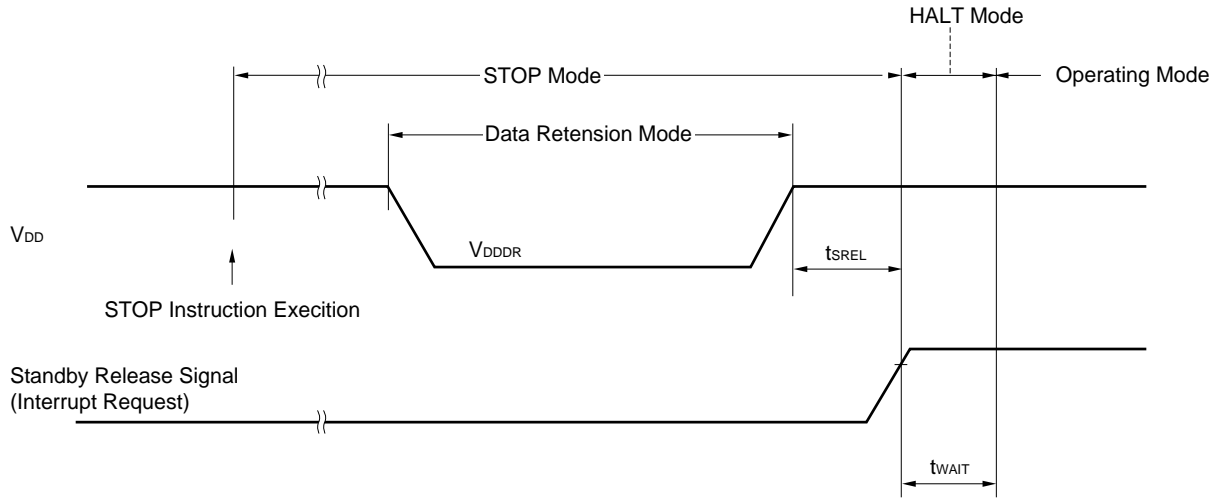 HALT Mode
STOP Mode
Operating Mode
Data Retension Mode
VDD
VDDDR
tSREL
STOP Instruction Execition
Standby Release Signal
(Interrupt Request)
tWAIT